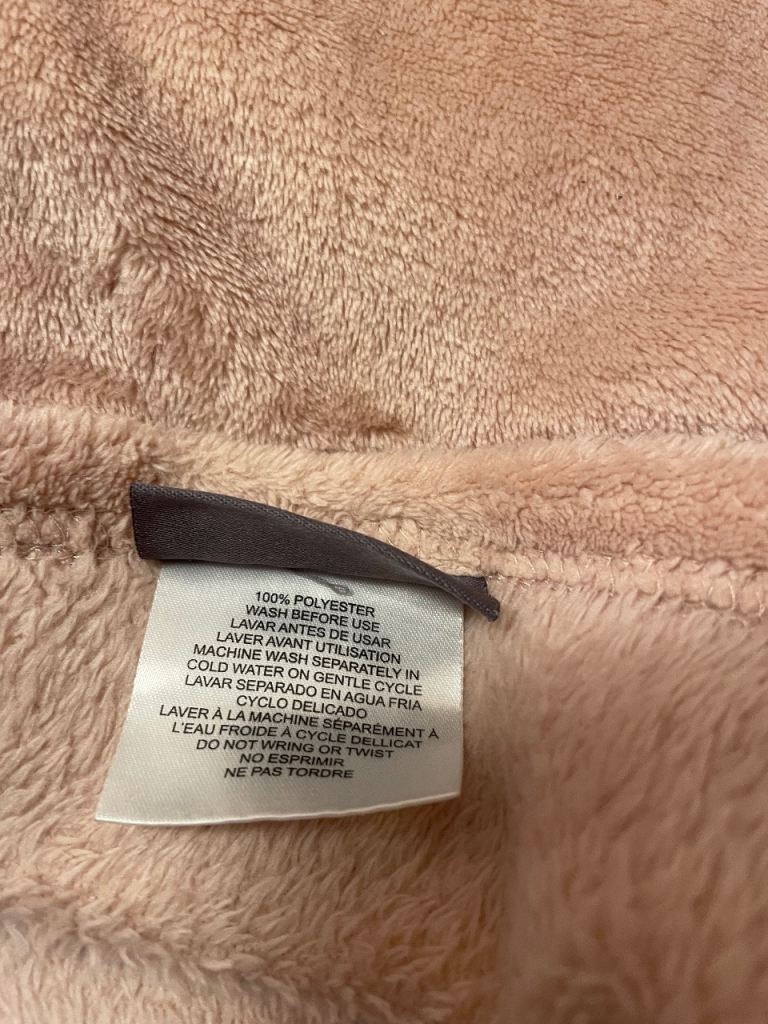 100% POLYESTER
WASH BEFORE USE
LAVAR ANTES DE USAR
LAVER AVANT UTILISATION
MACHINE WASH SEPARATELY IN
COLD WATER ON GENTLE CYCLE
LAVAR SEPARADO EN AGUA FRIA
CYCLO DELICADO
LAVER À LA MACHINE SÉPARÉMENT À
L'EAU FROIDE À CYCLE DELLICAT
DO NOT WRING OR TWIST
NO ESPRIMIR
NE PAS TORDRE